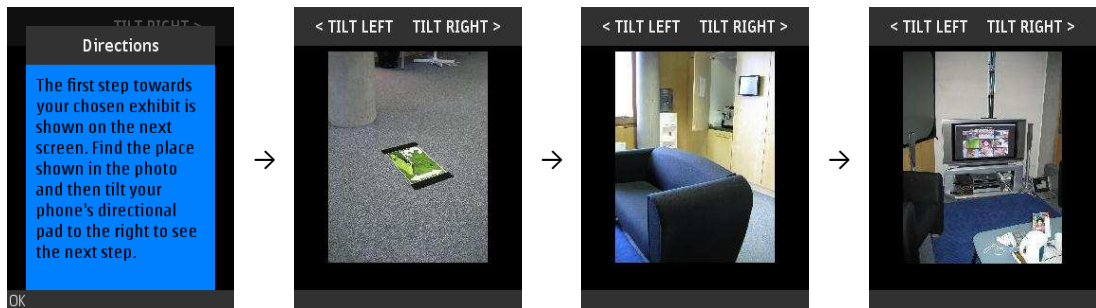 TILT RIGHT >
Directions
The first step towards
your chosen exhibit is
shown on the next
screen. Find the place
shown in the photo
and then tilt your
phone's directional
pad to the right to see
the next step.
OK
< TILT LEFT TILT RIGHT >
< TILT LEFT TILT RIGHT >
< TILT LEFT TILT RIGHT >